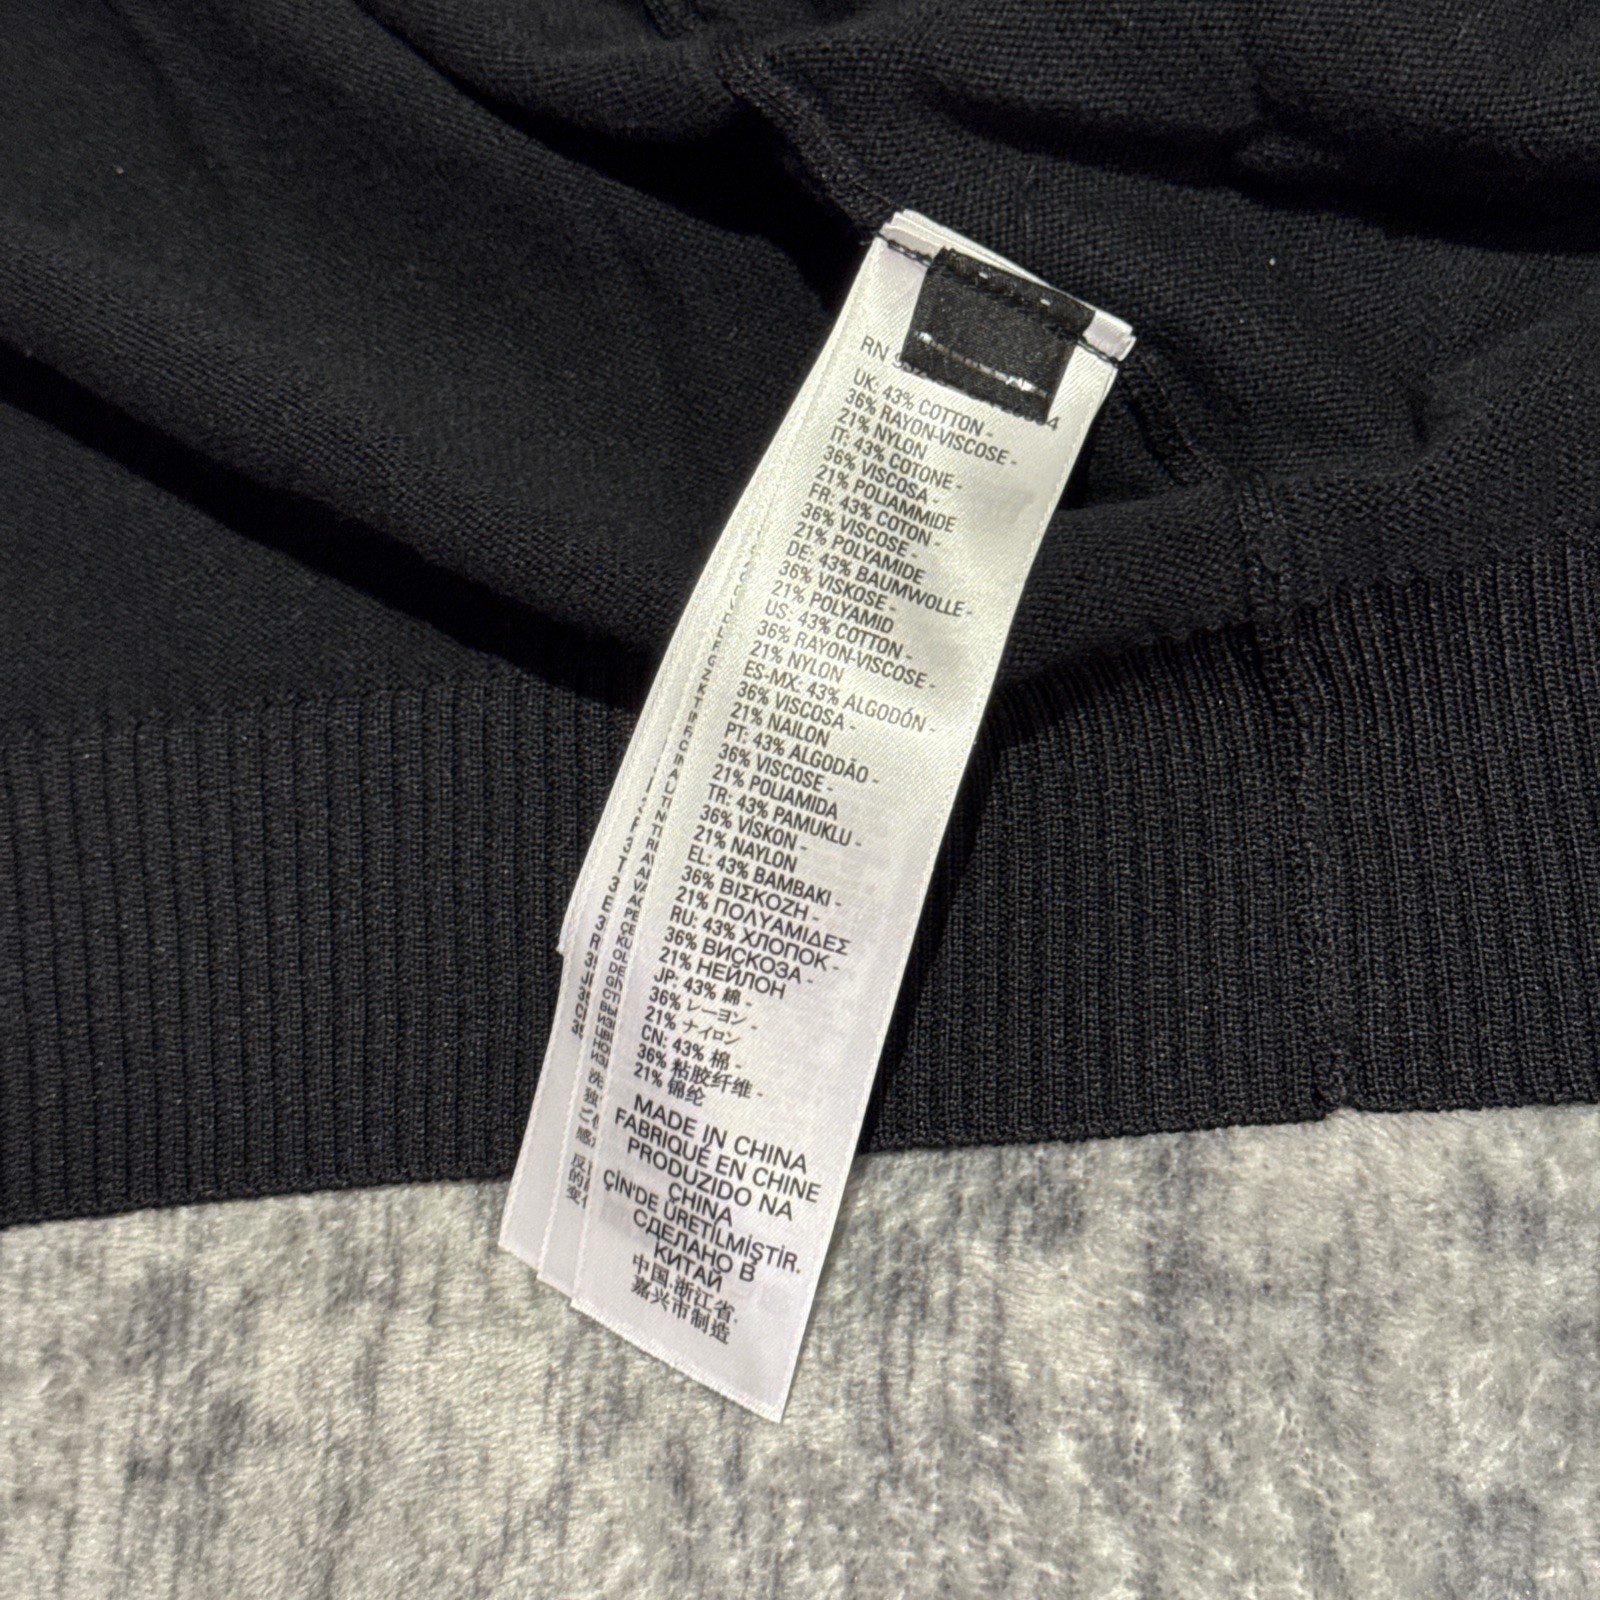 RN
UK: 43% COTTON -
36% RAYON-VISCOSE -
21% NYLON
IT: 43% COTONE -
36% VISCOSA -
21% POLIAMMIDE
FR: 43% COTON -
36% VISCOSE -
21% POLYAMIDE
DE: 43% BAUMWOLLE -
36% VISKOSE -
21% POLYAMID
US: 43% COTTON -
36% RAYON-VISCOSE -
21% NYLON
ES-MX: 43% ALGODÓN -
36% VISCOSA -
21% NAILON
PT: 43% ALGODÃO -
36% VISCOSE -
21% POLIAMIDA
TR: 43% PAMUKLU -
36% VİSKON -
21% NAYLON
EL: 43% ΒΑΜΒΑΚΙ -
36% ΒΙΣΚΟΖΗ -
21% ΠΟΛΥΑΜΙΔΕΣ
RU: 43% ХЛОПОК -
36% ВИСКОЗА -
21% НЕЙЛОН
JP: 43% 綿 -
36% レーヨン -
21% ナイロン
CN: 43% 棉 -
36% 粘胶纤维 -
21% 锦纶
MADE IN CHINA
FABRIQUÉ EN CHINE
PRODUZIDO NA
CHINA
ÇİN'DE ÜRETİLMİŞTİR.
СДЕЛАНО В
КИТАЙ
中国.浙江省.
嘉兴市制造